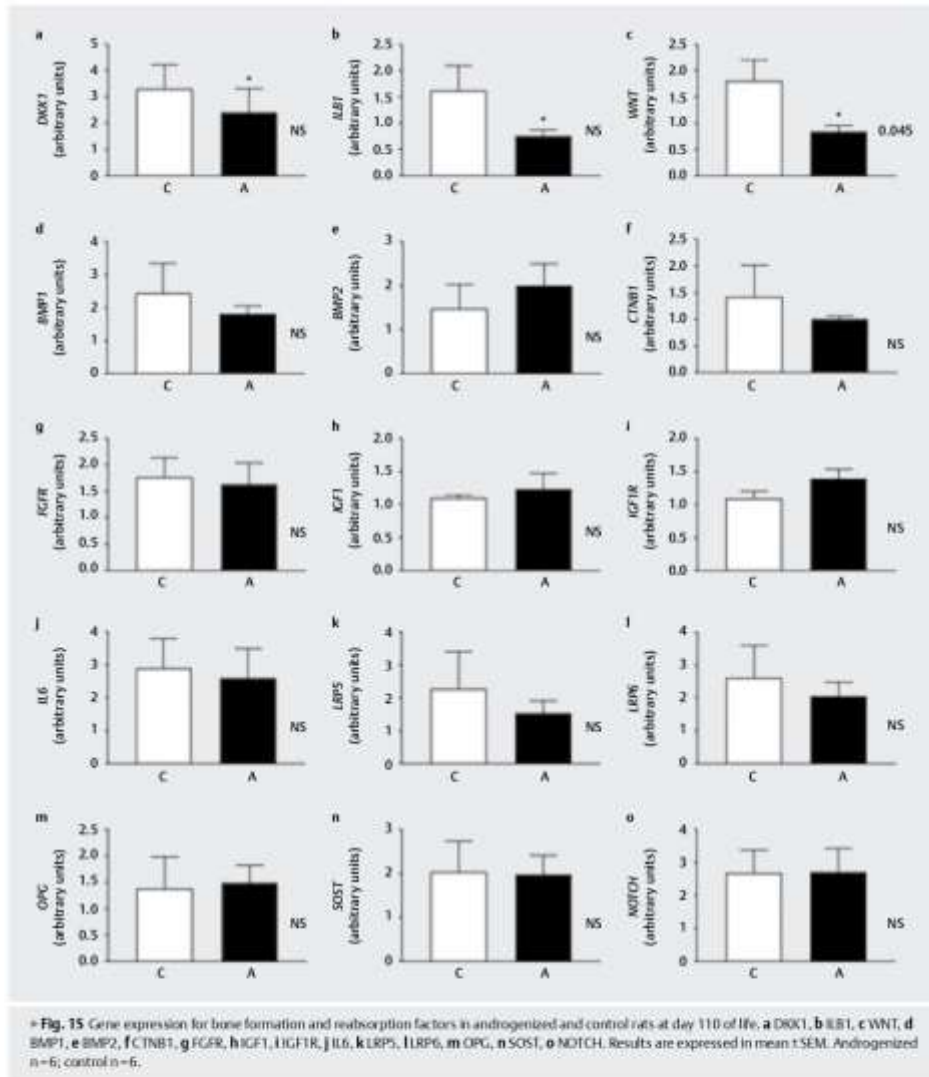 a
DKK1
(arbitrary units)
5
4
3
2
1
0
*
NS
C A
b
ILB1
(arbitrary units)
2.5
2.0
1.5
1.0
0.5
0.0
*
NS
C A
c
WNT
(arbitrary units)
2.5
2.0
1.5
1.0
0.5
0.0
*
0.045
C A
d
BMP1
(arbitrary units)
4
3
2
1
0
NS
C A
e
BMP2
(arbitrary units)
3
2
1
0
NS
C A
f
CTNB1
(arbitrary units)
2.5
2.0
1.5
1.0
0.5
0.0
NS
C A
g
FGFR
(arbitrary units)
2.5
2.0
1.5
1.0
0.5
0.0
NS
C A
h
IGF1
(arbitrary units)
2.0
1.5
1.0
0.5
0.0
NS
C A
i
IGF1R
(arbitrary units)
2.0
1.5
1.0
0.5
0.0
NS
C A
j
IL6
(arbitrary units)
4
3
2
1
0
NS
C A
k
LRP5
(arbitrary units)
4
3
2
1
0
NS
C A
l
LRP6
(arbitrary units)
4
3
2
1
0
NS
C A
m
OPG
(arbitrary units)
2.5
2.0
1.5
1.0
0.5
0.0
NS
C A
n
SOST
(arbitrary units)
3
2
1
0
NS
C A
o
NOTCH
(arbitrary units)
4
3
2
1
0
NS
C A
Fig. 15 Gene expression for bone formation and reabsorption factors in androgenized and control rats at day 110 of life. a DKK1, b ILB1, c WNT, d
BMP1, e BMP2, f CTNB1, g FGFR, h IGF1, i IGF1R, j IL6, k LRP5, l LRP6, m OPG, n SOST, o NOTCH. Results are expressed in mean ± SEM. Androgenized
n=6; control n=6.